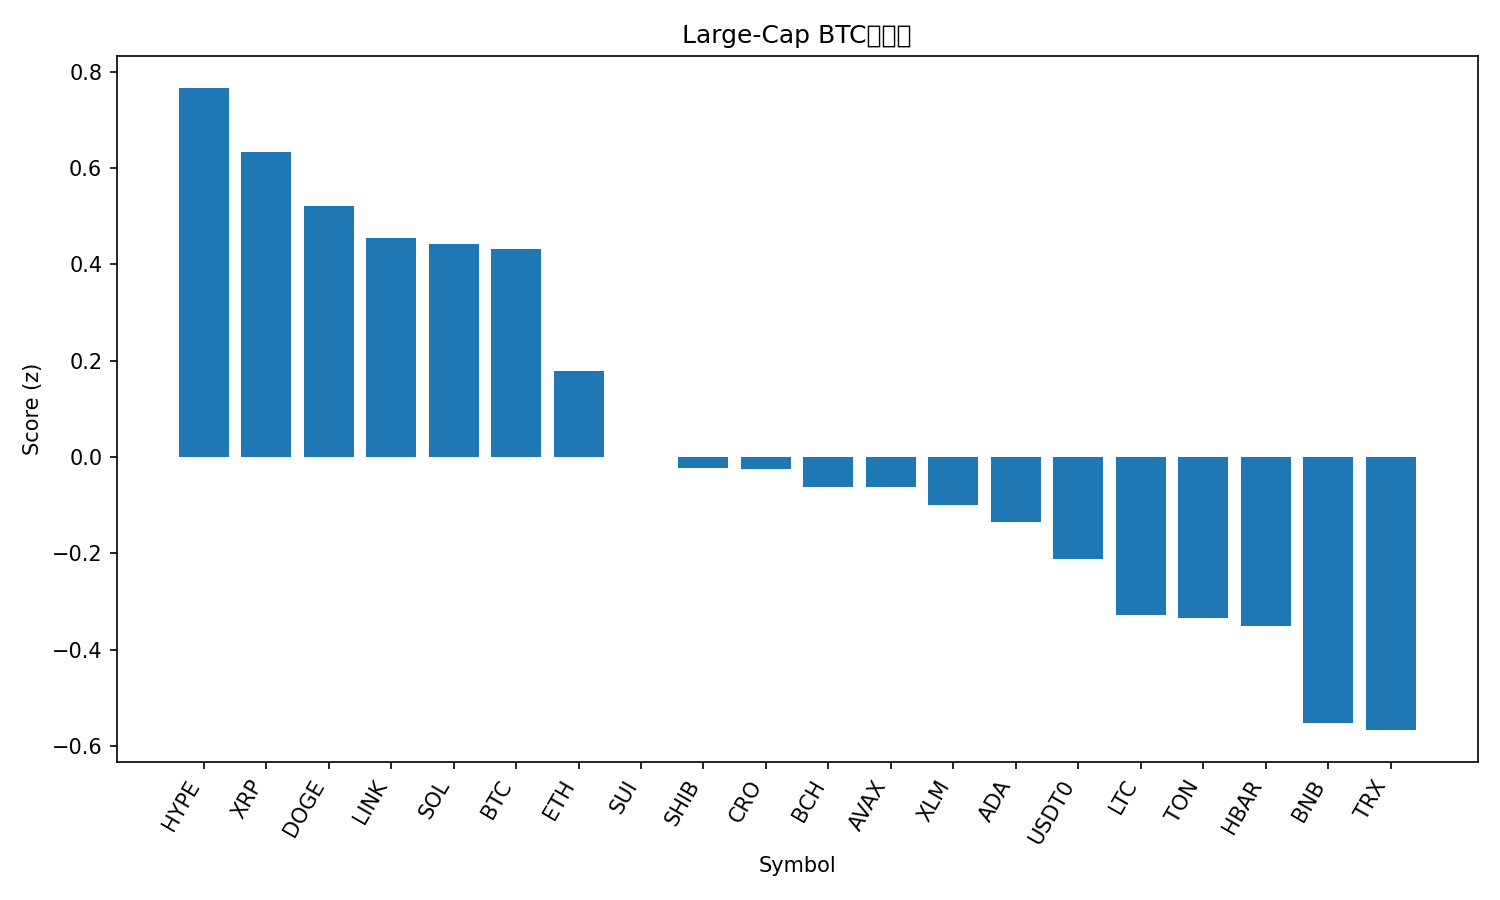 Large-Cap BTC
0.8
0.6
0.4
0.2
0.0
−0.2
−0.4
−0.6
Score (z)
HYPE
XRP
DOGE
LINK
SOL
BTC
ETH
SUI
SHIB
CRO
BCH
AVAX
XLM
ADA
USDT0
LTC
TON
HBAR
BNB
TRX
Symbol